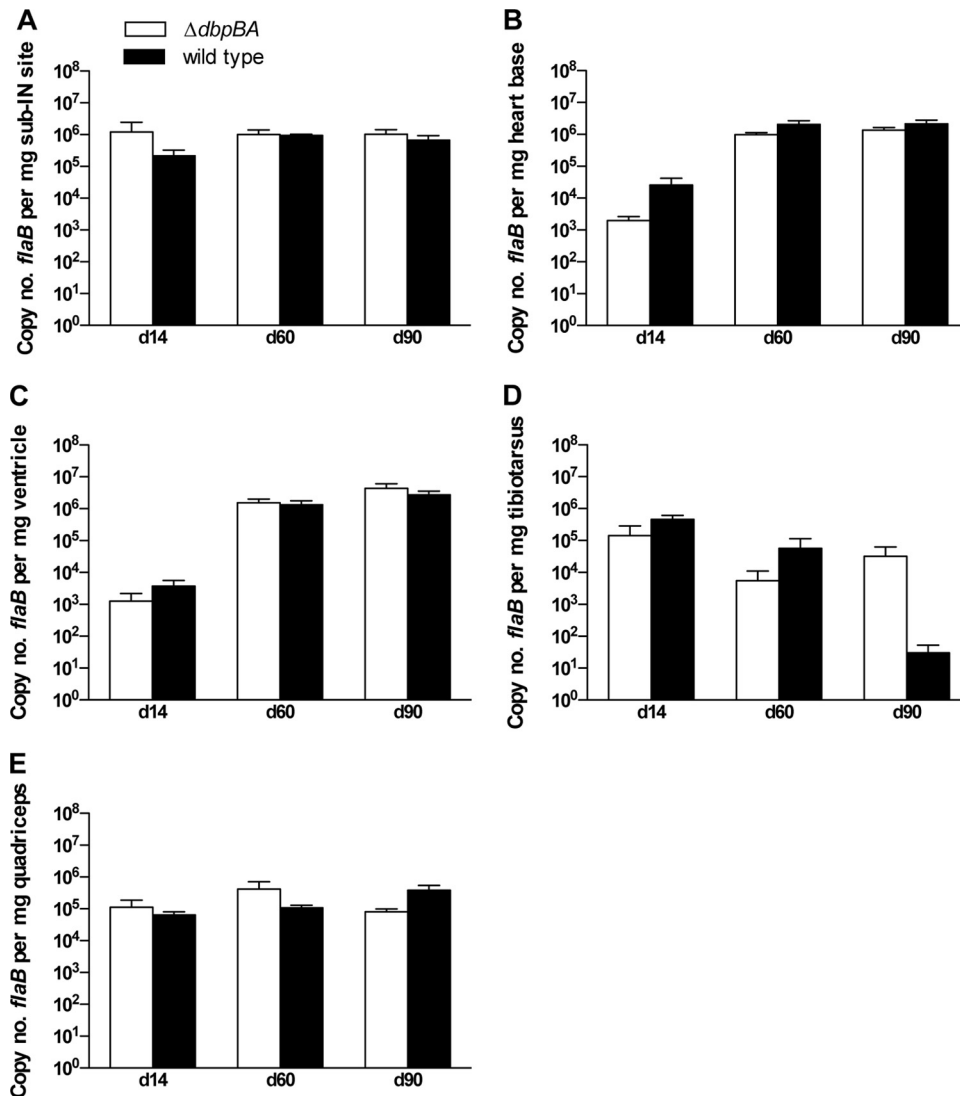 A
ΔdbpBA
wild type
Copy no. flaB per mg sub-IN site
10⁸
10⁷
10⁶
10⁵
10⁴
10³
10²
10¹
10⁰
d14 d60 d90
B
Copy no. flaB per mg heart base
10⁸
10⁷
10⁶
10⁵
10⁴
10³
10²
10¹
10⁰
d14 d60 d90
C
Copy no. flaB per mg ventricle
10⁸
10⁷
10⁶
10⁵
10⁴
10³
10²
10¹
10⁰
d14 d60 d90
D
Copy no. flaB per mg tibiotarsus
10⁸
10⁷
10⁶
10⁵
10⁴
10³
10²
10¹
10⁰
d14 d60 d90
E
Copy no. flaB per mg quadriceps
10⁸
10⁷
10⁶
10⁵
10⁴
10³
10²
10¹
10⁰
d14 d60 d90